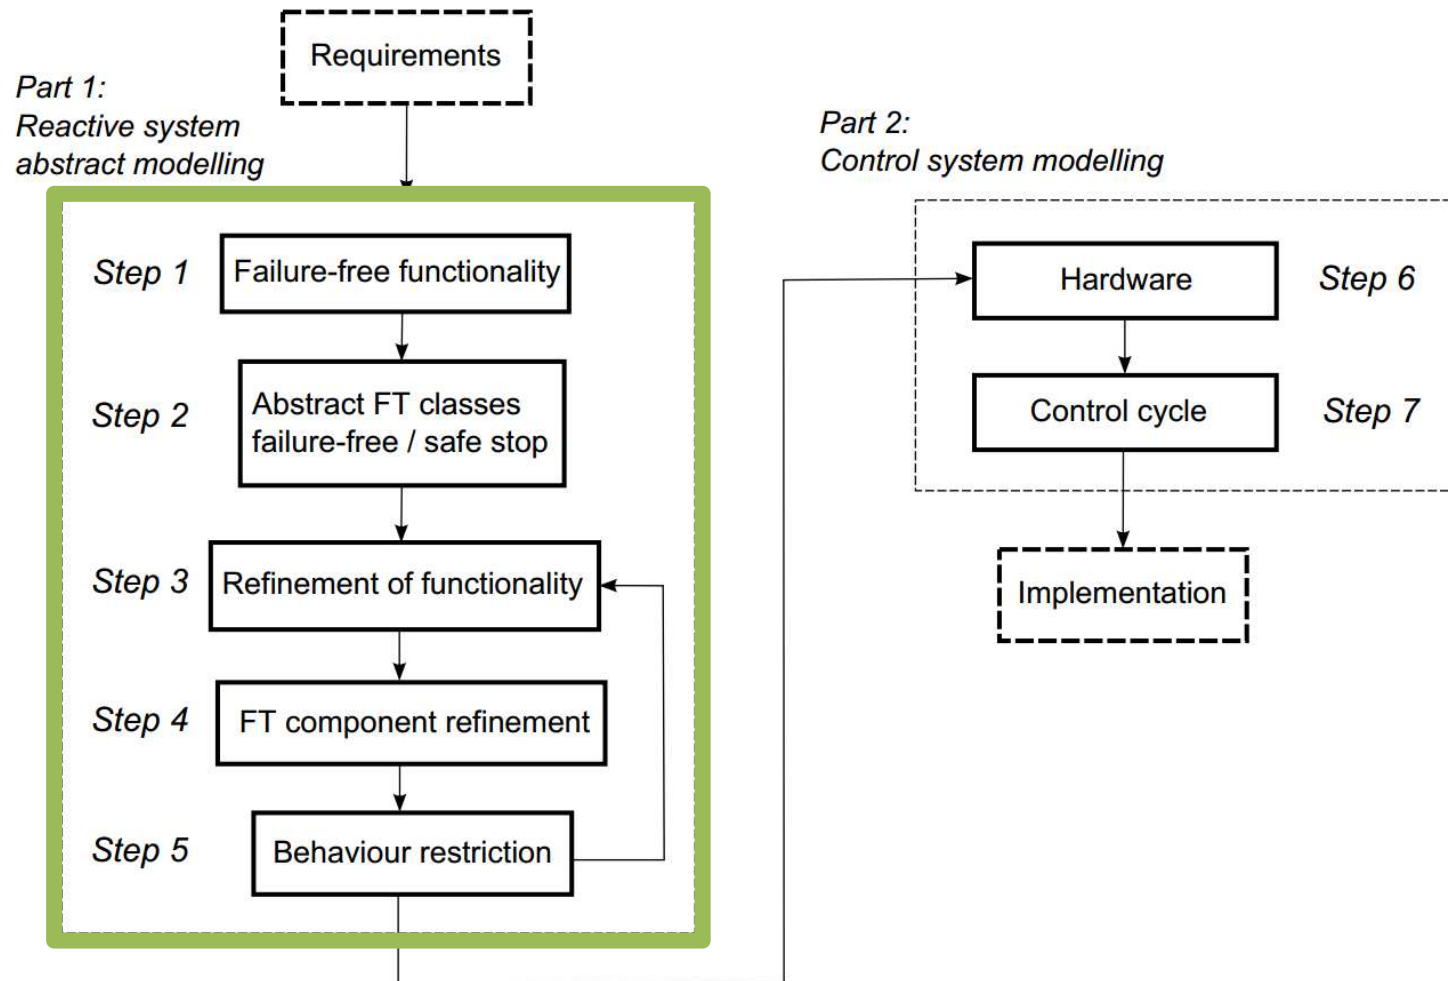 Requirements
Part 1:
Reactive system
abstract modelling
Step 1
Failure-free functionality
Step 2
Abstract FT classes
failure-free / safe stop
Step 3
Refinement of functionality
Step 4
FT component refinement
Step 5
Behaviour restriction
Part 2:
Control system modelling
Hardware
Step 6
Control cycle
Step 7
Implementation